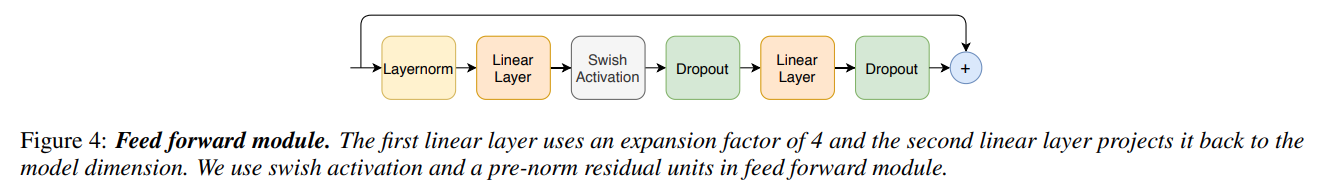 Layernorm
Linear
Layer
Swish
Activation
Dropout
Linear
Layer
Dropout
+
Figure 4: Feed forward module. The first linear layer uses an expansion factor of 4 and the second linear layer projects it back to the
model dimension. We use swish activation and a pre-norm residual units in feed forward module.